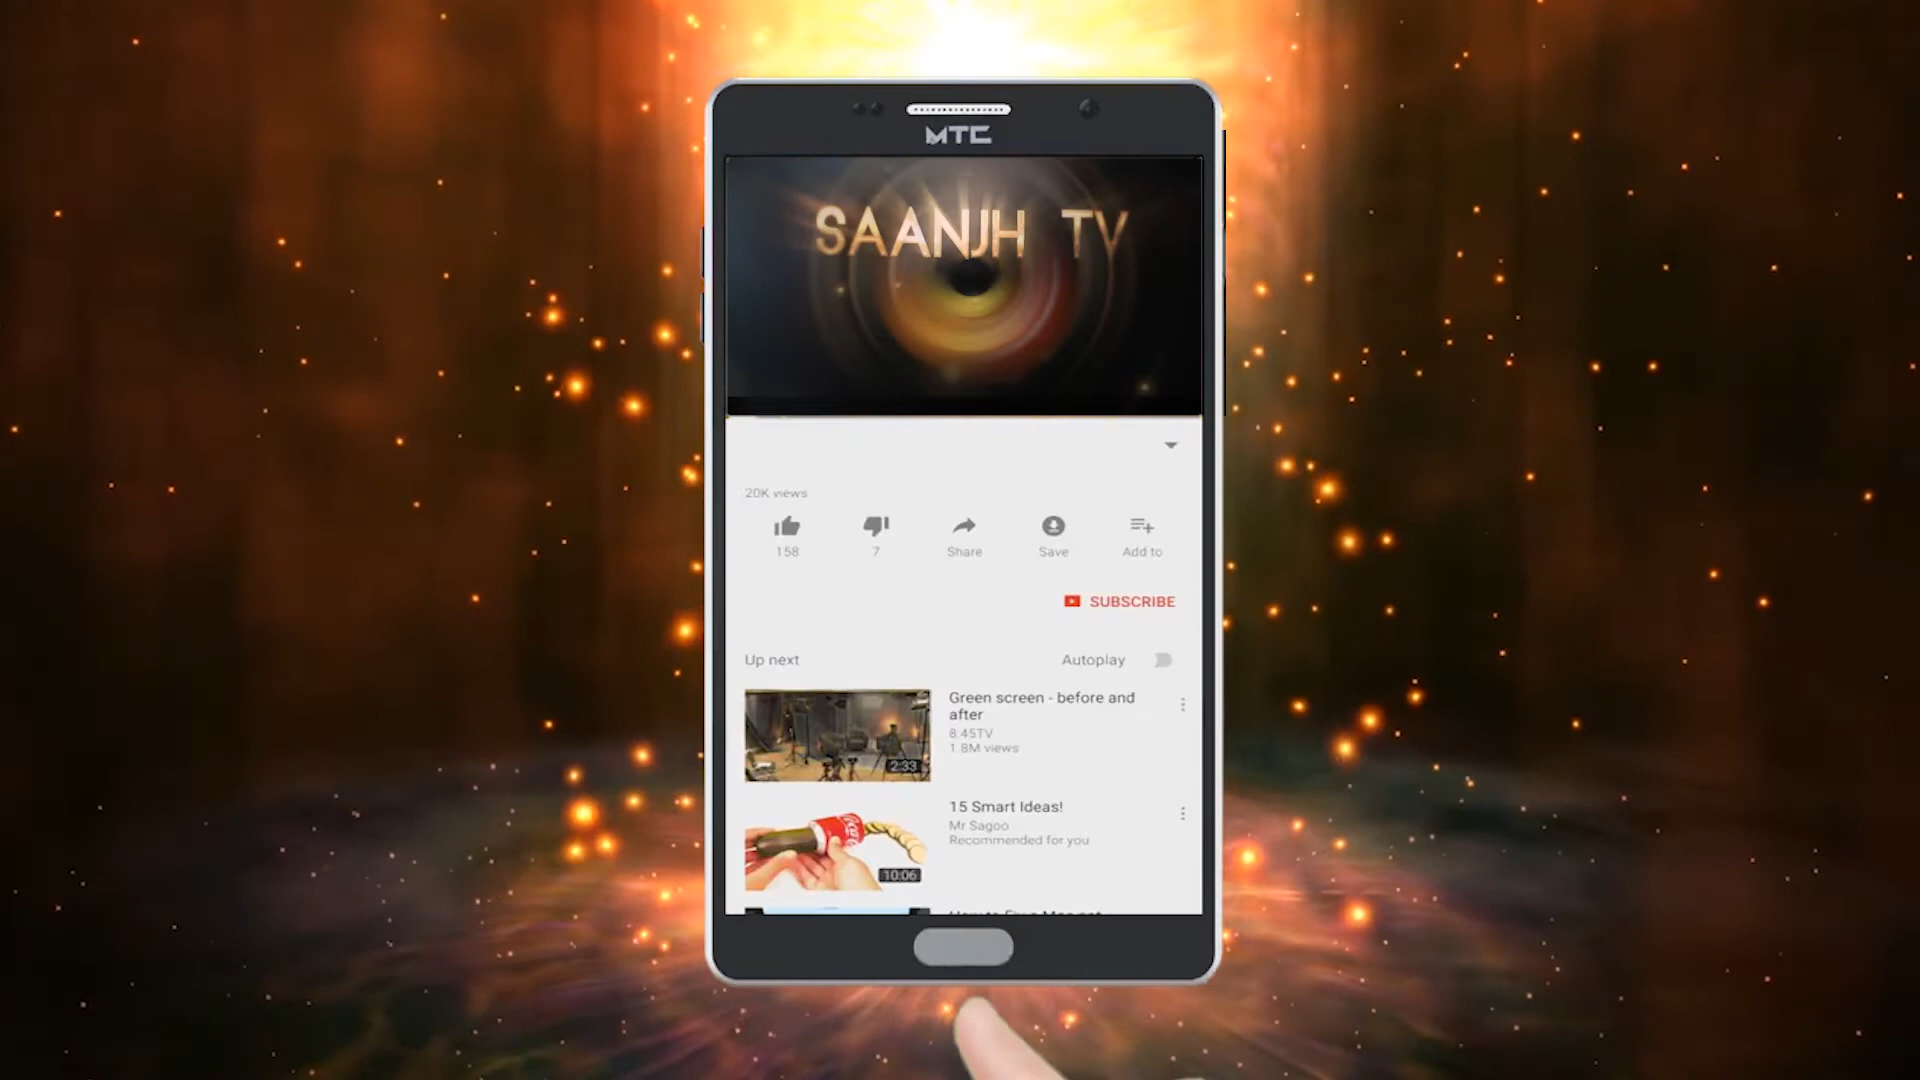 MTC
SAANJH TV
20K views
158
7
Share
Save
Add to
SUBSCRIBE
Up next
Autoplay
Green screen - before and
after
8:45TV
1 8M views
2:33
15 Smart Ideas!
Mr Sagoo
Recommended for you
10:06